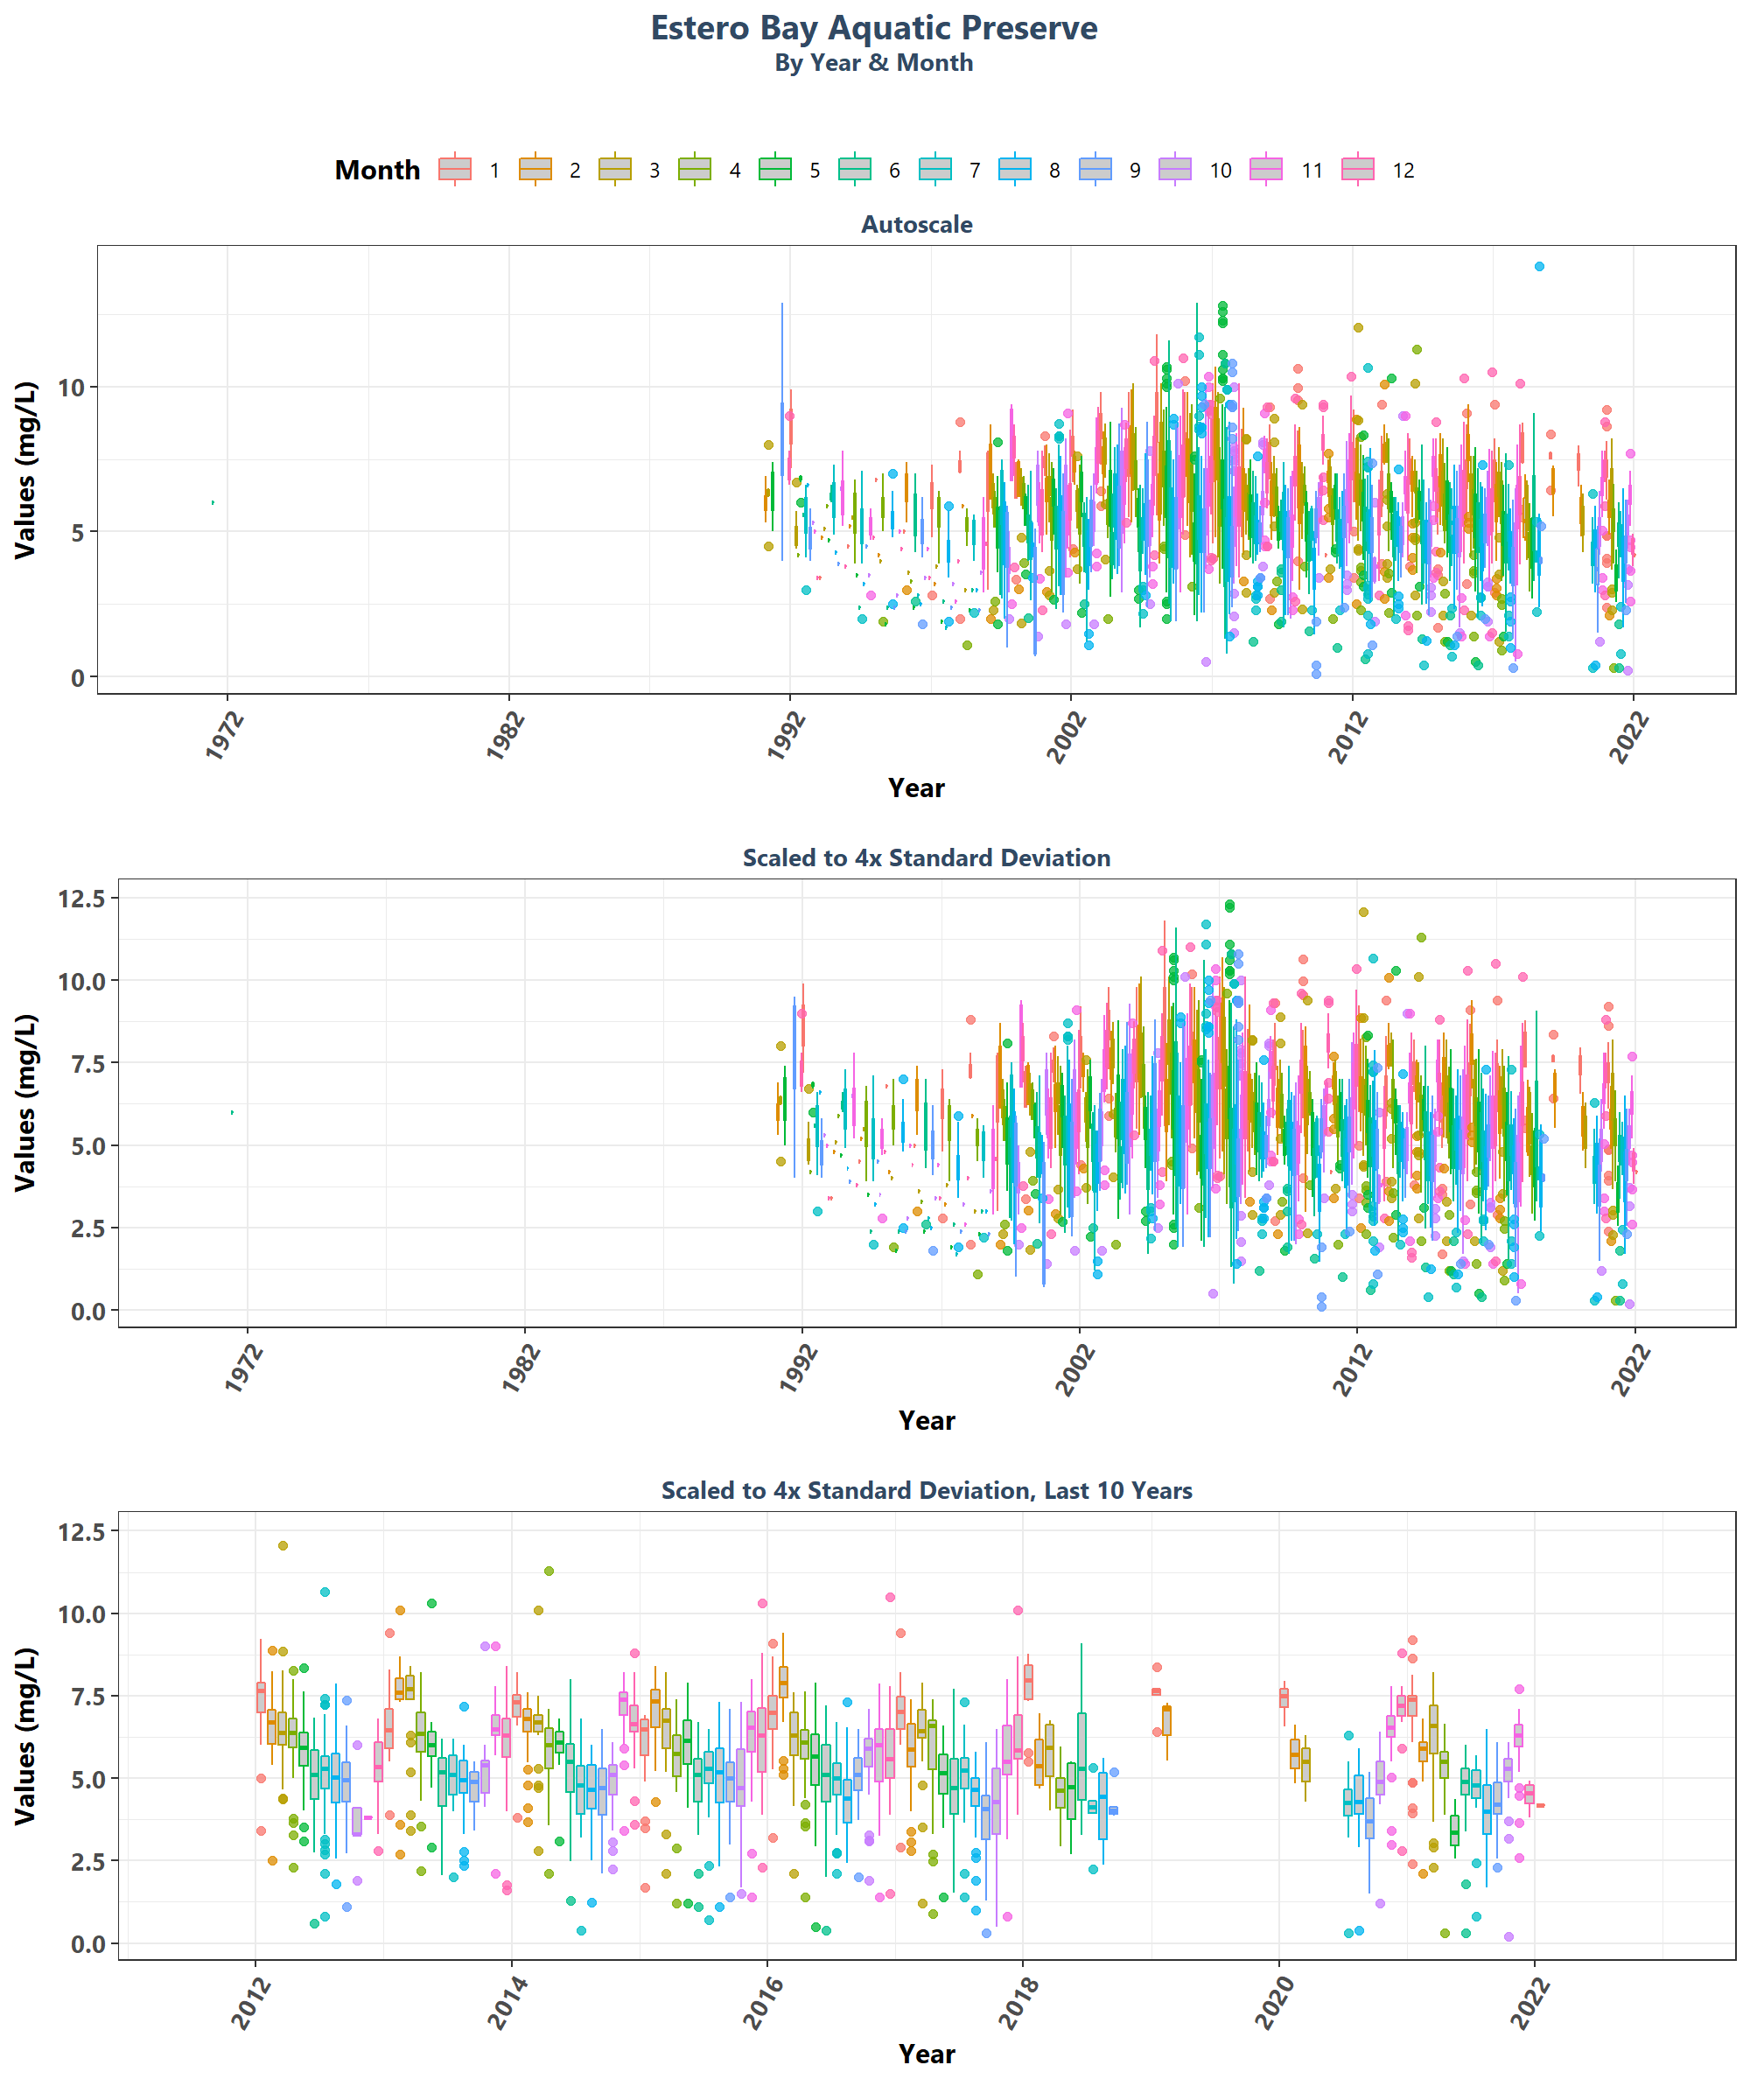 Estero Bay Aquatic Preserve
By Year & Month
Month 1 2 3 4 5 6 7 8 9 10 11 12
Autoscale
Values (mg/L)
10
5
0
1972 1982 1992 2002 2012 2022
Year
Scaled to 4x Standard Deviation
Values (mg/L)
12.5
10.0
7.5
5.0
2.5
0.0
1972 1982 1992 2002 2012 2022
Year
Scaled to 4x Standard Deviation, Last 10 Years
Values (mg/L)
12.5
10.0
7.5
5.0
2.5
0.0
2012 2014 2016 2018 2020 2022
Year